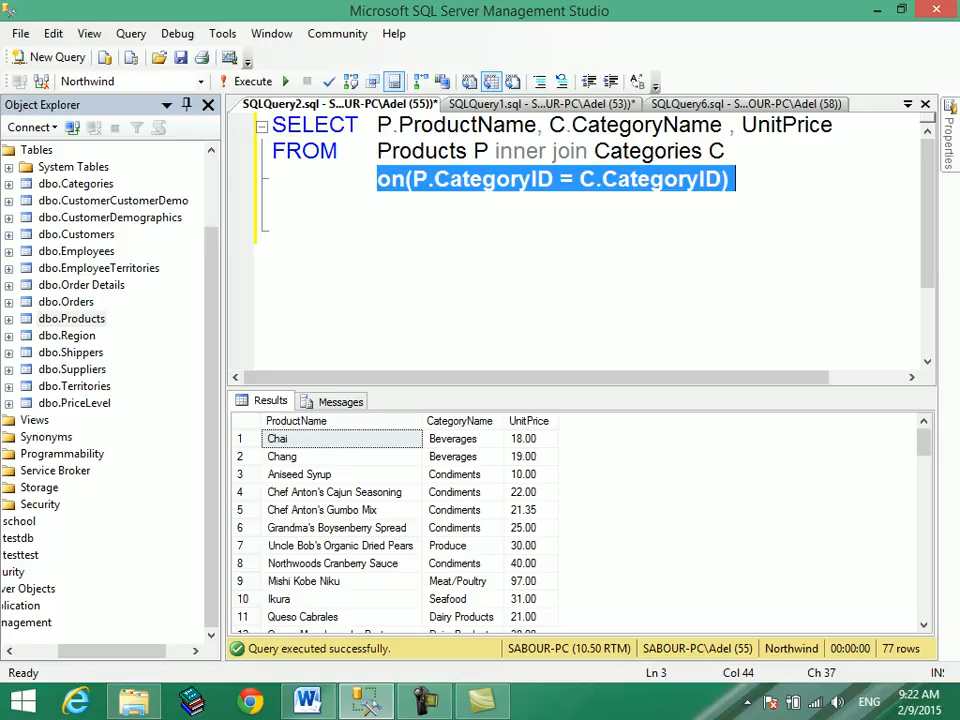 Microsoft SQL Server Management Studio
File Edit View Query Debug Tools Window Community Help
New Query
Northwind Execute
Object Explorer
SQLQuery2.sql - S...UR-PC\Adel (55))* SQLQuery1.sql - S...UR-PC\Adel (53))* SQLQuery6.sql - S...OUR-PC\Adel (58))
Properties
Connect
Tables
System Tables
dbo.Categories
dbo.CustomerCustomerDemo
dbo.CustomerDemographics
dbo.Customers
dbo.Employees
dbo.EmployeeTerritories
dbo.Order Details
dbo.Orders
dbo.Products
dbo.Region
dbo.Shippers
dbo.Suppliers
dbo.Territories
dbo.PriceLevel
Views
Synonyms
Programmability
Service Broker
Storage
Security
school
testdb
testtest
urity
ver Objects
plication
nagement
SELECT P.ProductName, C.CategoryName , UnitPrice
FROM Products P inner join Categories C
on(P.CategoryID = C.CategoryID)
Results Messages
ProductName CategoryName UnitPrice
1 Chai Beverages 18.00
2 Chang Beverages 19.00
3 Aniseed Syrup Condiments 10.00
4 Chef Anton's Cajun Seasoning Condiments 22.00
5 Chef Anton's Gumbo Mix Condiments 21.35
6 Grandma's Boysenberry Spread Condiments 25.00
7 Uncle Bob's Organic Dried Pears Produce 30.00
8 Northwoods Cranberry Sauce Condiments 40.00
9 Mishi Kobe Niku Meat/Poultry 97.00
10 Ikura Seafood 31.00
11 Queso Cabrales Dairy Products 21.00
Query executed successfully. SABOUR-PC (10.50 RTM) SABOUR-PC\Adel (55) Northwind 00:00:00 77 rows
Ready Ln 3 Col 44 Ch 37 INS
ENG
9:22 AM
2/9/2015